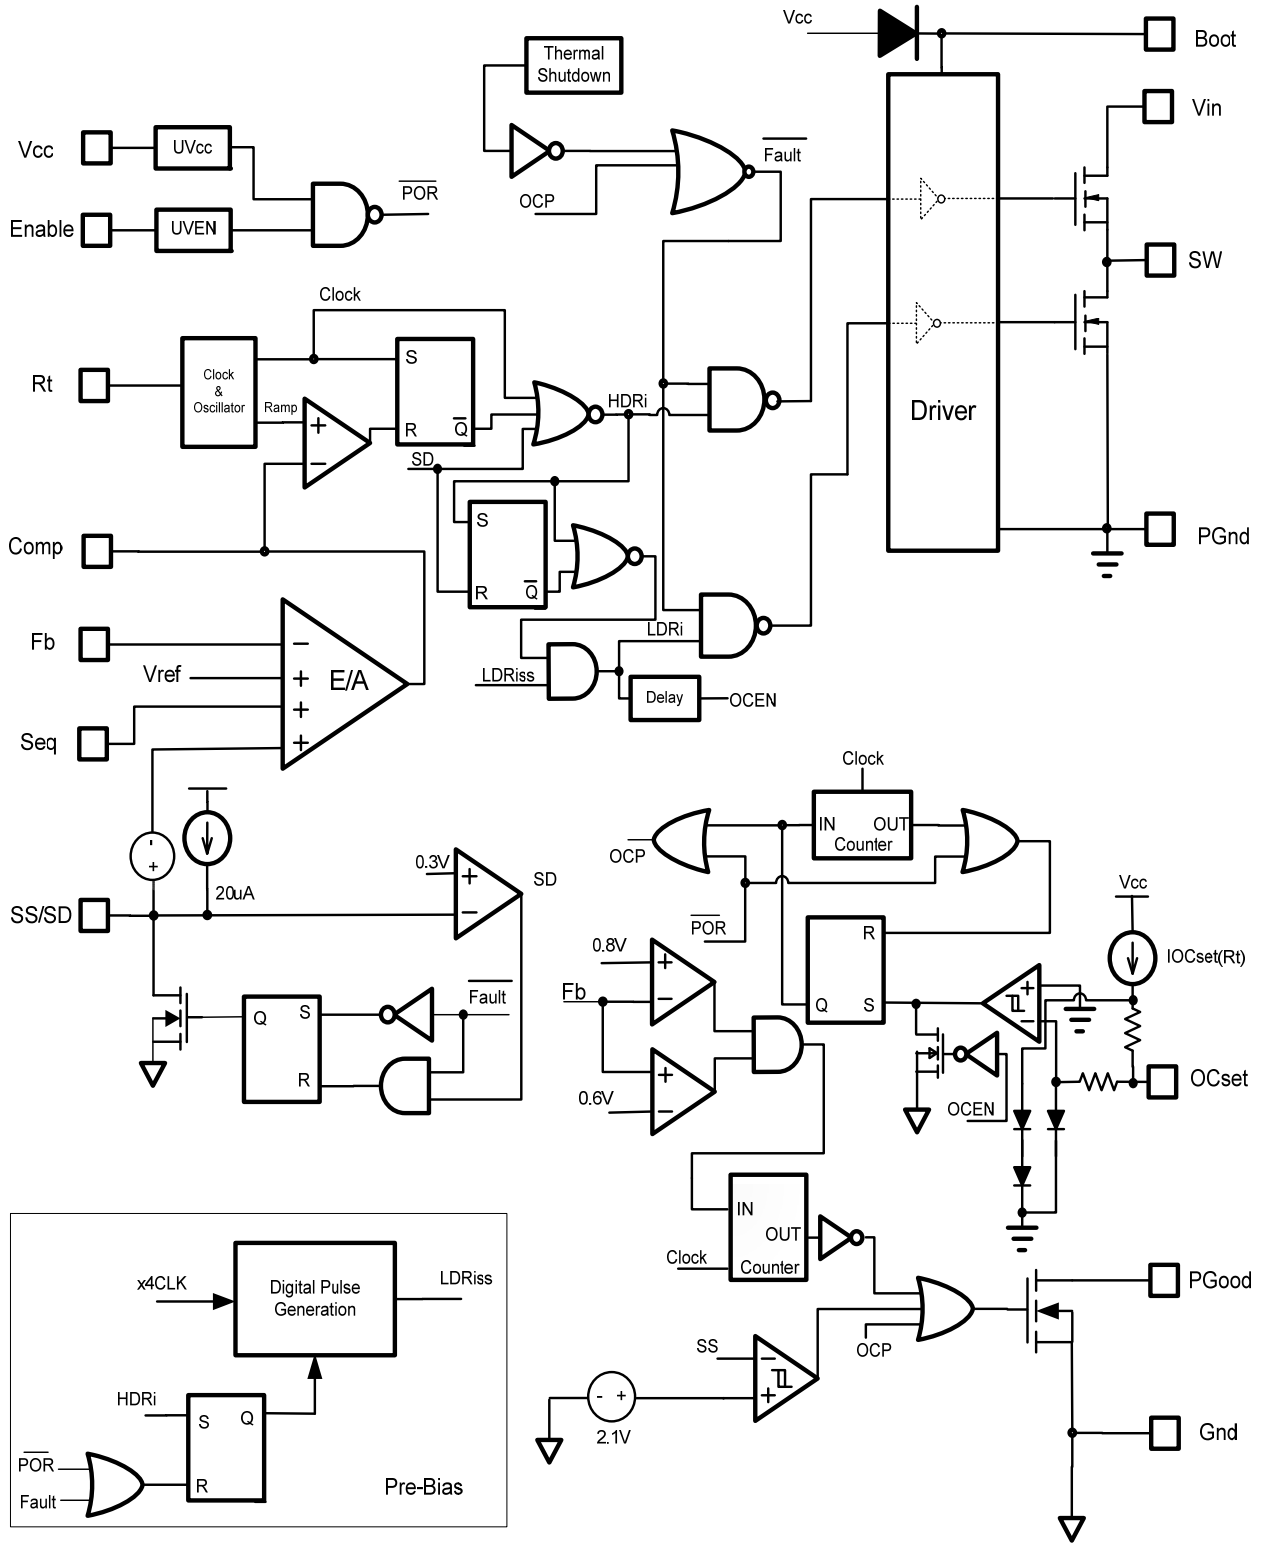 Vcc
Boot
Thermal
Shutdown
Vin
Vcc
UVcc
Fault
POR
OCP
Enable
UVEN
SW
Clock
Rt
Clock
&
Oscillator
Ramp
+
−
S
R
Q
HDRi
SD
Driver
S
R
Q
Comp
PGnd
Fb
−
Vref
+
E/A
+
Seq
+
LDRi
LDRiss
Delay
OCEN
Clock
IN
OUT
Counter
OCP
- +
20uA
0.3V
+
−
SD
SS/SD
POR
Vcc
R
IOCset(Rt)
0.8V
+
Fb
−
Q
S
+
−
Fault
Q
S
R
+
0.6V
−
OCEN
OCset
IN
OUT
Clock
Counter
x4CLK
Digital Pulse
Generation
LDRiss
PGood
SS
−
+
OCP
- +
2.1V
HDRi
S
Q
R
POR
Fault
Pre-Bias
Gnd